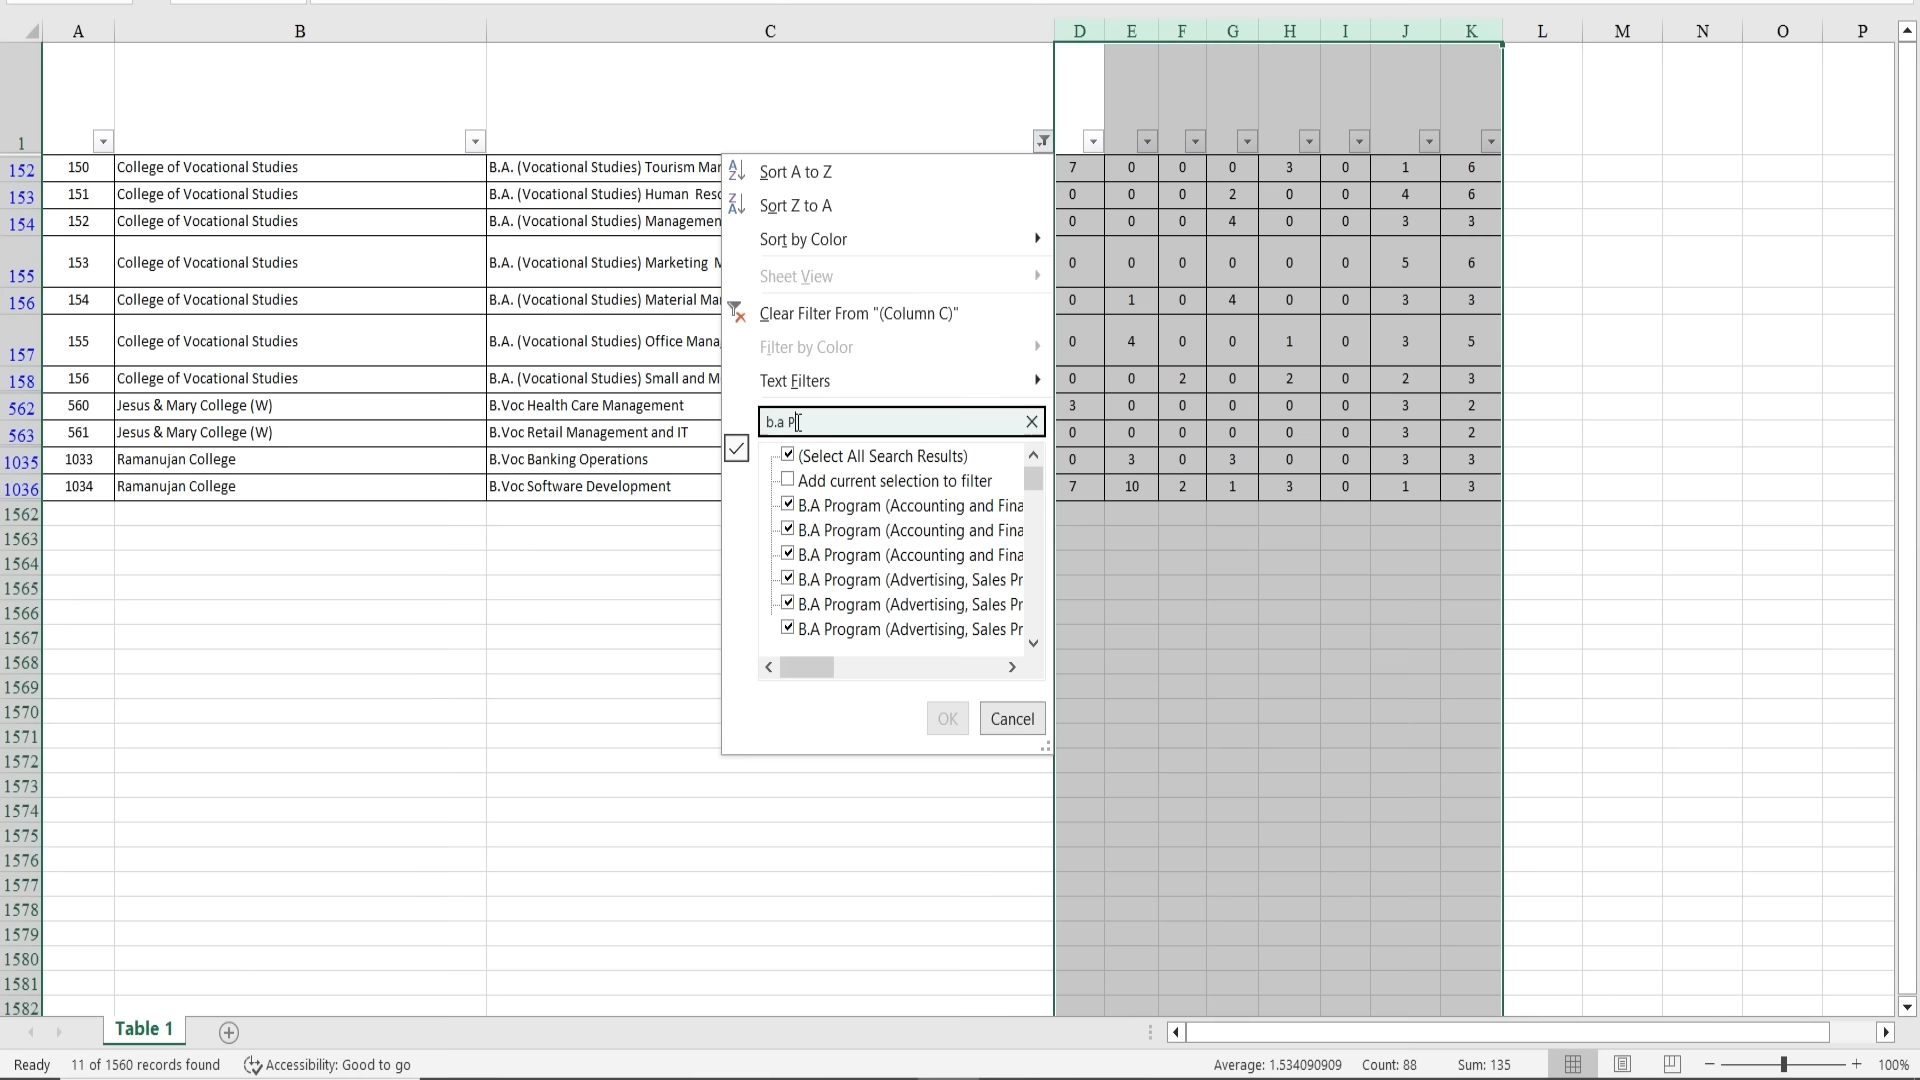 A B C D E F G H I J K L M N O P
1
152 150 College of Vocational Studies B.A. (Vocational Studies) Tourism Mar 7 0 0 0 3 0 1 6
153 151 College of Vocational Studies B.A. (Vocational Studies) Human Resc 0 0 0 2 0 0 4 6
154 152 College of Vocational Studies B.A. (Vocational Studies) Managemen 0 0 0 4 0 0 3 3
155 153 College of Vocational Studies B.A. (Vocational Studies) Marketing M 0 0 0 0 0 0 5 6
156 154 College of Vocational Studies B.A. (Vocational Studies) Material Mar 0 1 0 4 0 0 3 3
157 155 College of Vocational Studies B.A. (Vocational Studies) Office Mana 0 4 0 0 1 0 3 5
158 156 College of Vocational Studies B.A. (Vocational Studies) Small and M 0 0 2 0 2 0 2 3
562 560 Jesus & Mary College (W) B.Voc Health Care Management 3 0 0 0 0 0 3 2
563 561 Jesus & Mary College (W) B.Voc Retail Management and IT 0 0 0 0 0 0 3 2
1035 1033 Ramanujan College B.Voc Banking Operations 0 3 0 3 0 0 3 3
1036 1034 Ramanujan College B.Voc Software Development 7 10 2 1 3 0 1 3
1562
1563
1564
1565
1566
1567
1568
1569
1570
1571
1572
1573
1574
1575
1576
1577
1578
1579
1580
1581
1582
Sort A to Z
Sort Z to A
Sort by Color
Sheet View
Clear Filter From "(Column C)"
Filter by Color
Text Filters
b.a P
(Select All Search Results)
Add current selection to filter
B.A Program (Accounting and Fina
B.A Program (Accounting and Fina
B.A Program (Accounting and Fina
B.A Program (Advertising, Sales Pr
B.A Program (Advertising, Sales Pr
B.A Program (Advertising, Sales Pr
OK Cancel
Table 1
Ready 11 of 1560 records found Accessibility: Good to go Average: 1.534090909 Count: 88 Sum: 135 100%